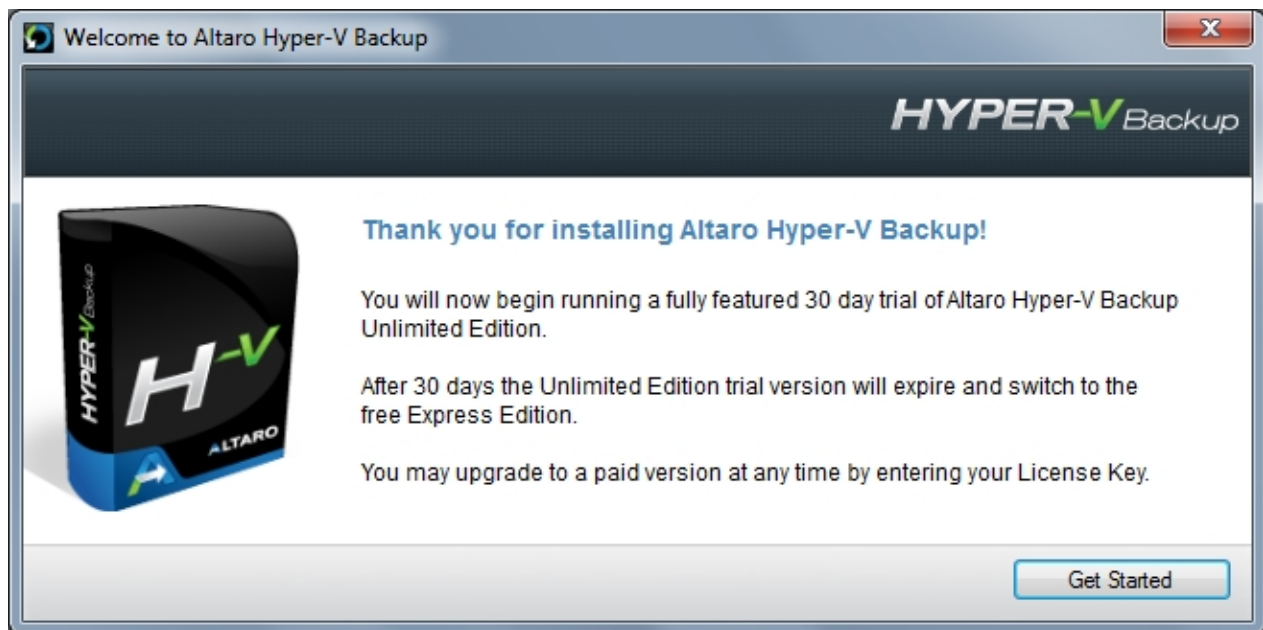 Welcome to Altaro Hyper-V Backup
HYPER-V Backup
HYPER-V Backup
H-V
ALTARO
Thank you for installing Altaro Hyper-V Backup!
You will now begin running a fully featured 30 day trial of Altaro Hyper-V Backup
Unlimited Edition.
After 30 days the Unlimited Edition trial version will expire and switch to the
free Express Edition.
You may upgrade to a paid version at any time by entering your License Key.
Get Started